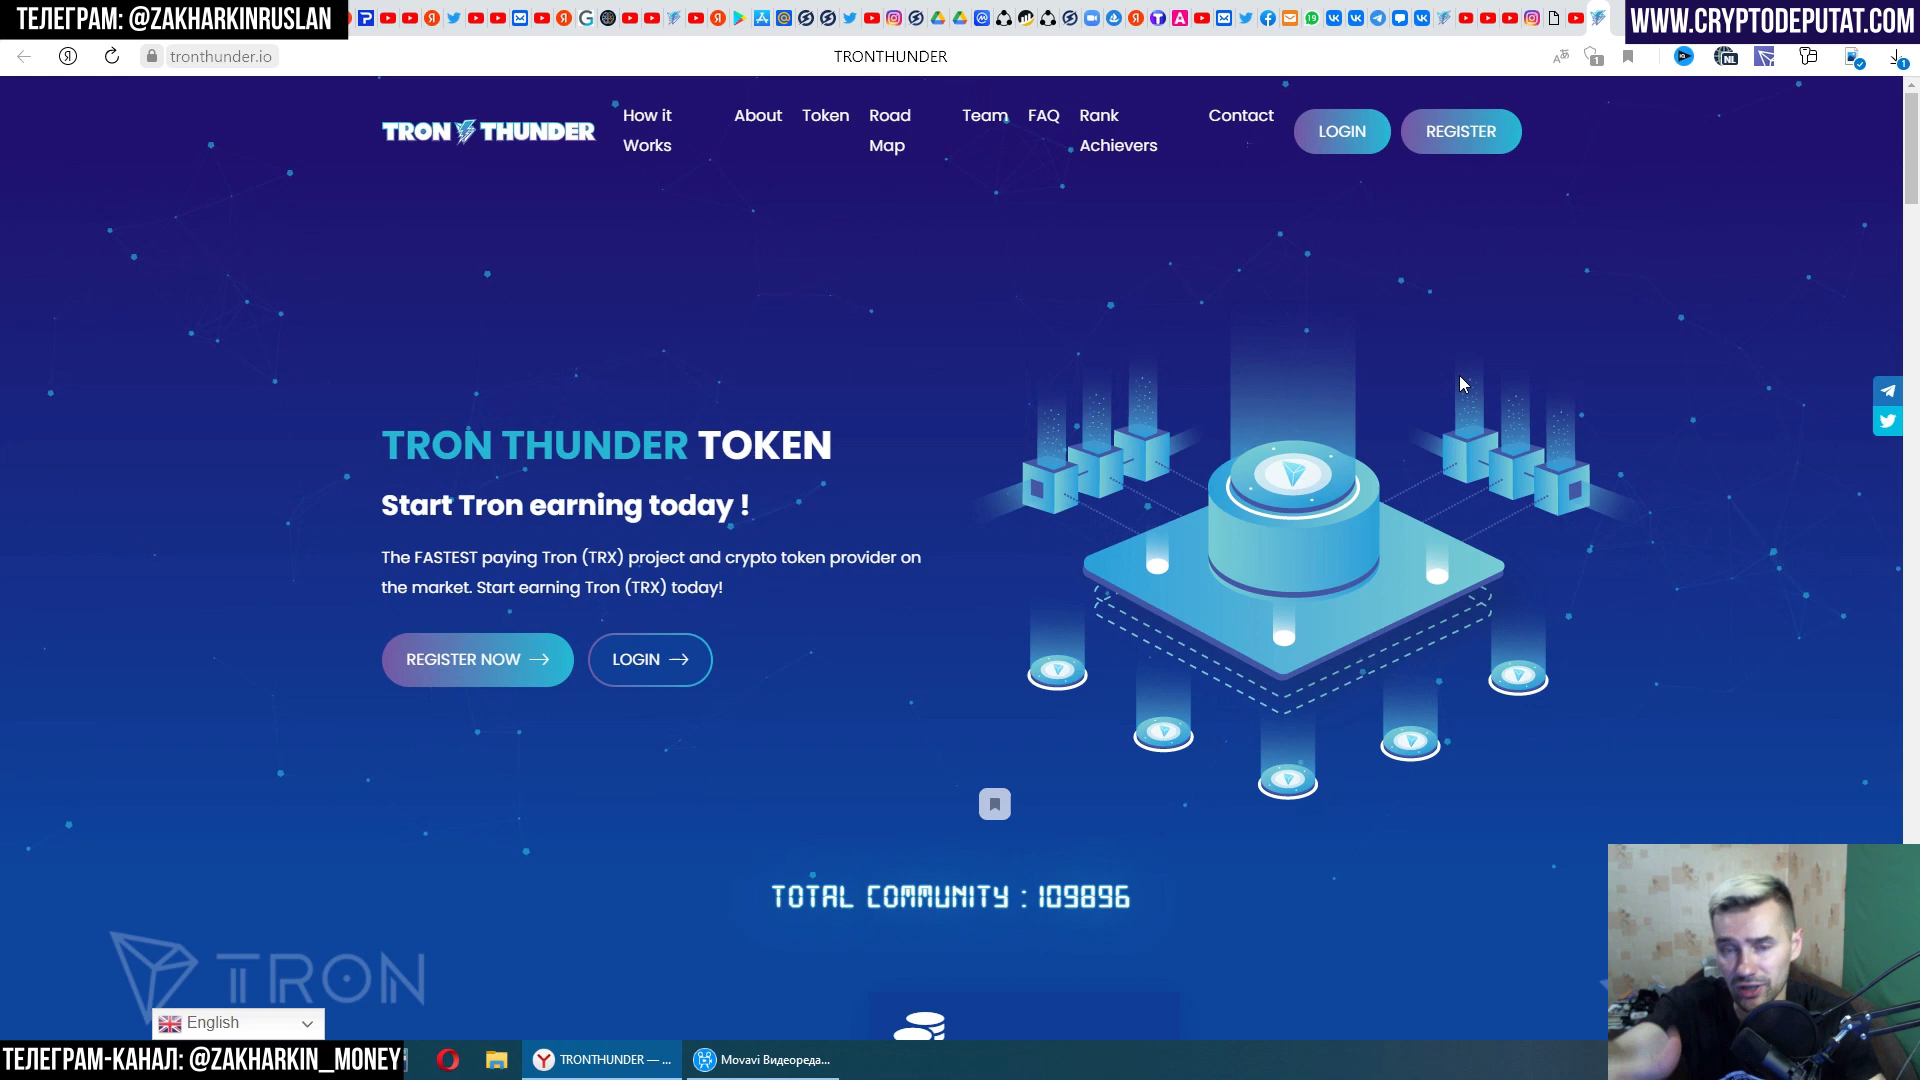 ТЕЛЕГРАМ: @ZAKHARKINRUSLAN
WWW.CRYPTODEPUTAT.COM
tronthunder.io
TRONTHUNDER
NL
1
1
TRON THUNDER
How it Works
About
Token
Road Map
Team
FAQ
Rank Achievers
Contact
LOGIN
REGISTER
TRON THUNDER TOKEN
Start Tron earning today !
The FASTEST paying Tron (TRX) project and crypto token provider on
the market. Start earning Tron (TRX) today!
REGISTER NOW
LOGIN
TOTAL COMMUNITY : 109896
TRON
English
ТЕЛЕГРАМ-КАНАЛ: @ZAKHARKIN_MONEY
TRONTHUNDER — ...
Movavi Видеореда...